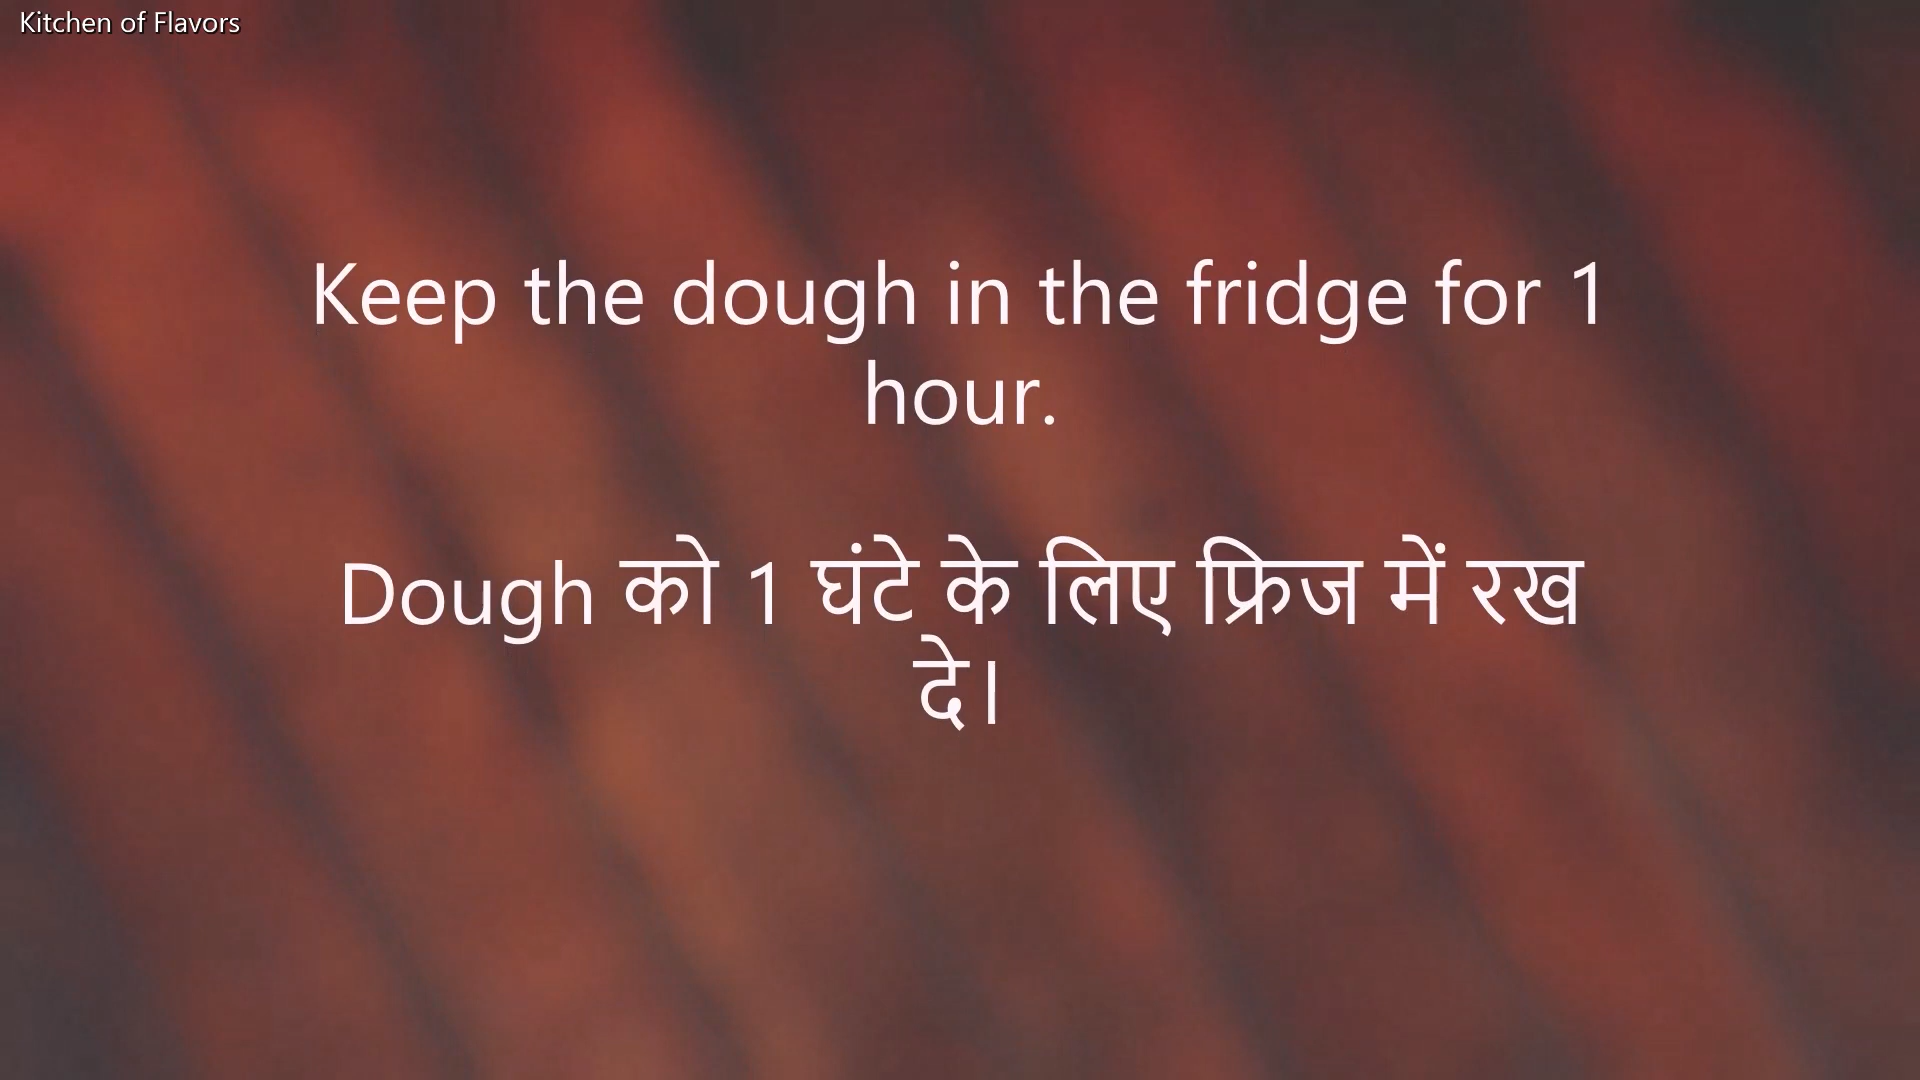 Kitchen of Flavors
Keep the dough in the fridge for 1
hour.
Dough को 1 घंटे के लिए फ्रिज में रख
दे।